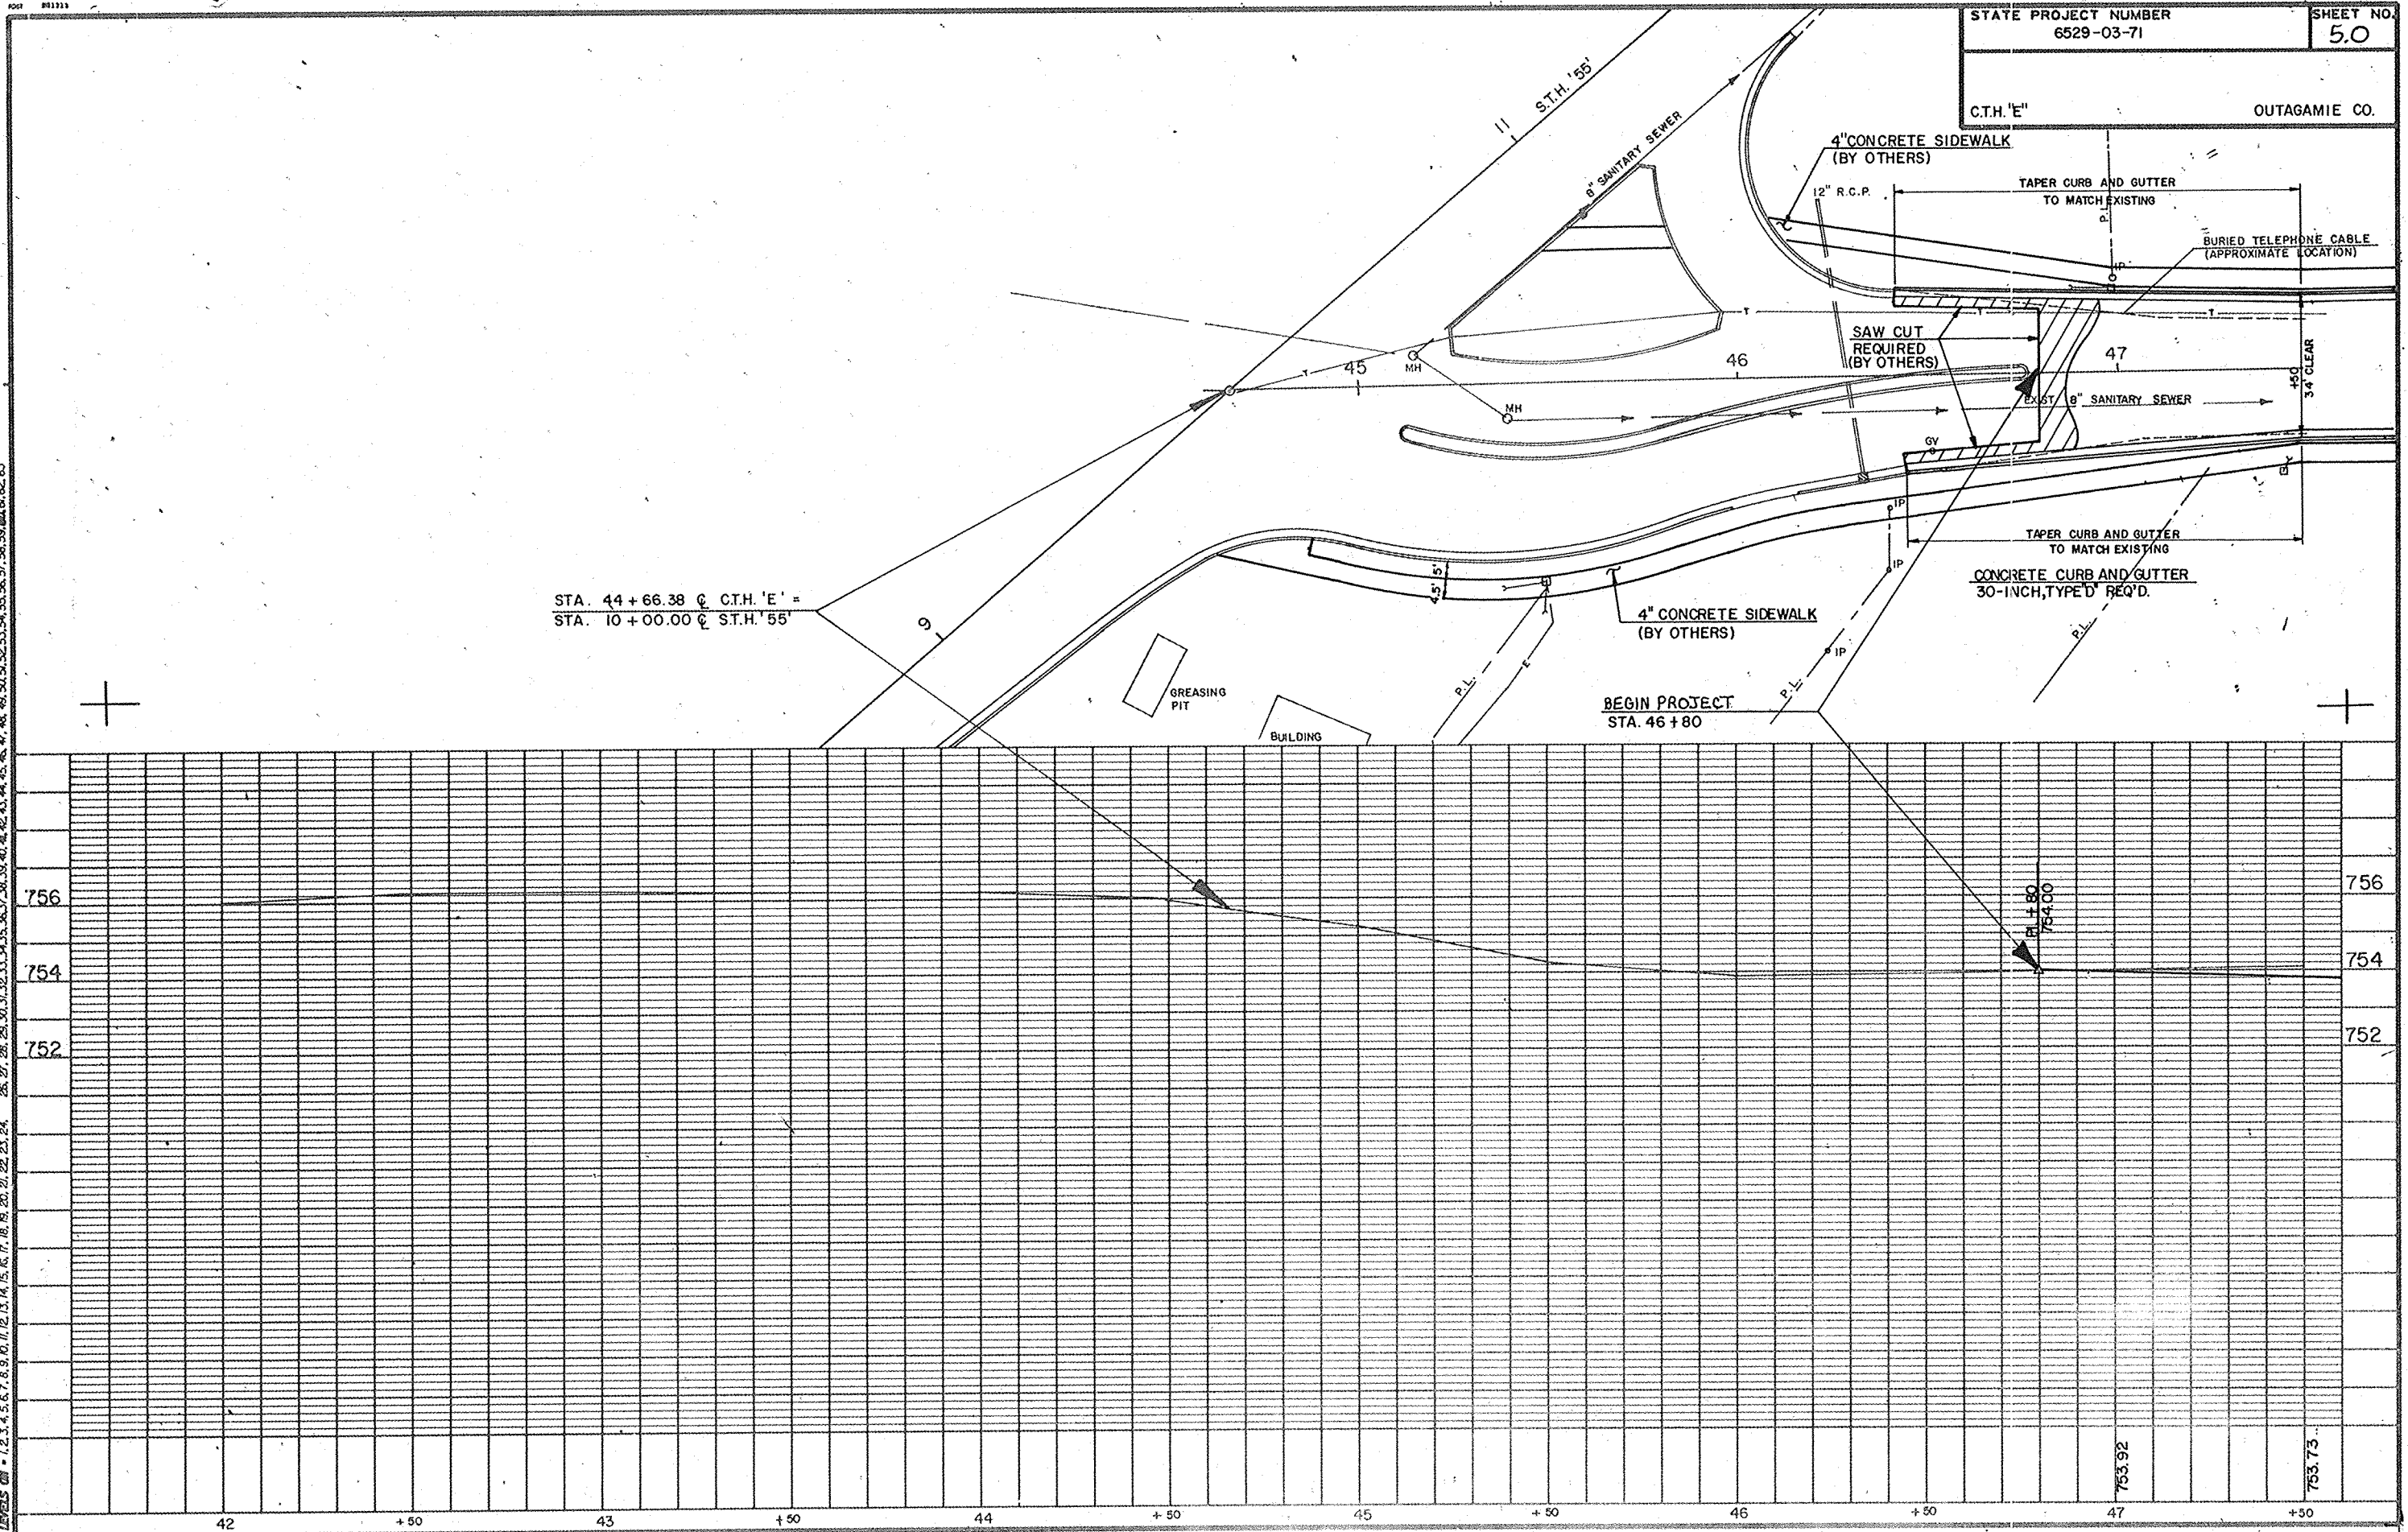 STATE PROJECT NUMBER
6529-03-71
SHEET NO.
5.0
C.T.H. "E"
OUTAGAMIE CO.
11
S.T.H. '55'
8" SANITARY SEWER
4" CONCRETE SIDEWALK
(BY OTHERS)
12" R.C.P.
TAPER CURB AND GUTTER
TO MATCH EXISTING
P.L.
BURIED TELEPHONE CABLE
(APPROXIMATE LOCATION)
IP
T
T
T
T
SAW CUT
REQUIRED
(BY OTHERS)
45
46
47
MH
MH
+50
34' CLEAR
EXIST. 8" SANITARY SEWER
GV
IP
IP
IP
TAPER CURB AND GUTTER
TO MATCH EXISTING
CONCRETE CURB AND GUTTER
30-INCH, TYPE "D" REQ'D.
STA. 44+66.38 ℄ C.T.H. 'E' =
STA. 10+00.00 ℄ S.T.H. '55'
9
5'
4.5'
4" CONCRETE SIDEWALK
(BY OTHERS)
P.L.
E
P.L.
P.L.
GREASING
PIT
BUILDING
BEGIN PROJECT
STA. 46+80
PI +80
754.00
756
754
752
756
754
752
753.92
753.73
42
+50
43
+50
44
+50
45
+50
46
+50
47
+50